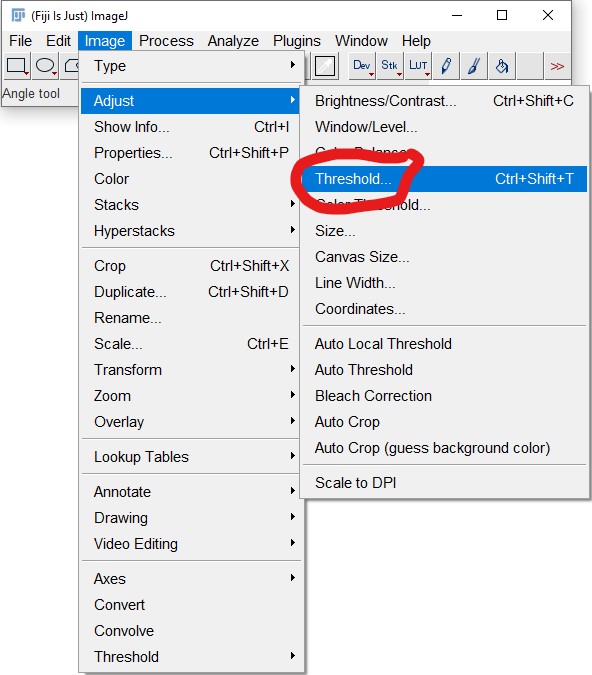 (Fiji Is Just) ImageJ
File Edit Image Process Analyze Plugins Window Help
Dev Stk LUT >>
Angle tool
Type
Adjust
Show Info... Ctrl+I
Properties... Ctrl+Shift+P
Color
Stacks
Hyperstacks
Crop Ctrl+Shift+X
Duplicate... Ctrl+Shift+D
Rename...
Scale... Ctrl+E
Transform
Zoom
Overlay
Lookup Tables
Annotate
Drawing
Video Editing
Axes
Convert
Convolve
Threshold
Brightness/Contrast... Ctrl+Shift+C
Window/Level...
Color Balance...
Threshold... Ctrl+Shift+T
Color Threshold...
Size...
Canvas Size...
Line Width...
Coordinates...
Auto Local Threshold
Auto Threshold
Bleach Correction
Auto Crop
Auto Crop (guess background color)
Scale to DPI